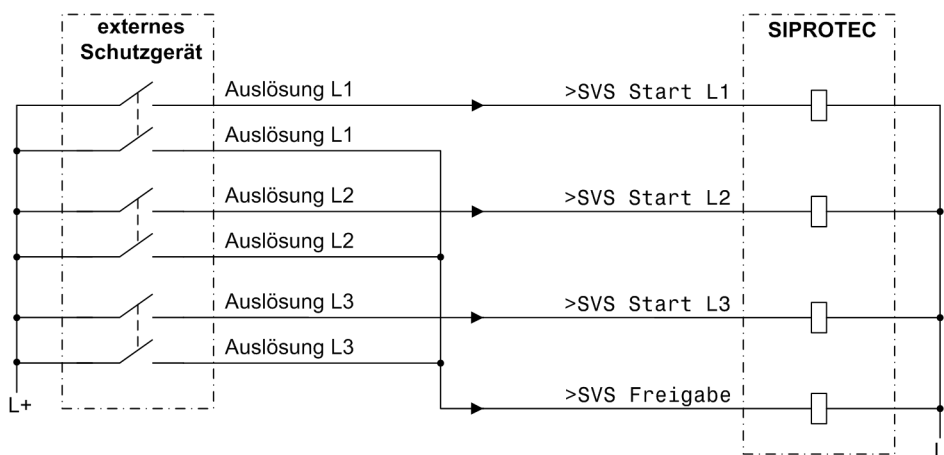 externes
Schutzgerät
SIPROTEC
Auslösung L1
>SVS Start L1
Auslösung L1
Auslösung L2
>SVS Start L2
Auslösung L2
Auslösung L3
>SVS Start L3
Auslösung L3
>SVS Freigabe
L+